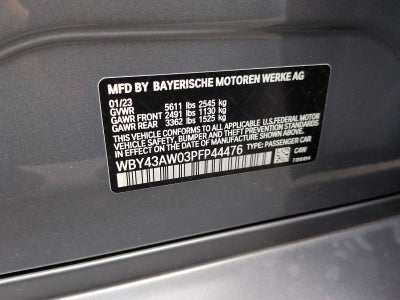 MFD BY BAYERISCHE MOTOREN WERKE AG
01/23
GVWR 5611 lbs 2545 kg
GAWR FRONT 2491 lbs 1130 kg
GAWR REAR 3362 lbs 1525 kg
THIS VEHICLE CONFORMS TO ALL APPLICABLE U.S. FEDERAL MOTOR
VEHICLE SAFETY, BUMPER, AND THEFT PREVENTION STANDARDS
IN EFFECT ON THE DATE OF MANUFACTURE SHOWN ABOVE.
WBY43AW03PFP44476 TYPE: PASSENGER CAR
C4W